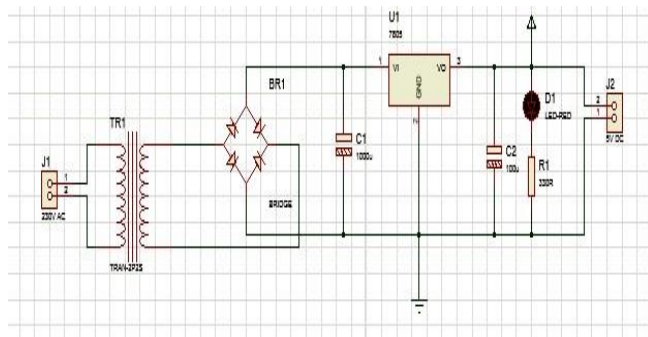 U1
7805
1
VI
VO
3
GND
2
BR1
BRIDGE
TR1
TRAN-2P2S
J1
1
2
230V AC
C1
1000u
C2
100u
D1
LED-RED
R1
330R
J2
2
1
5V DC